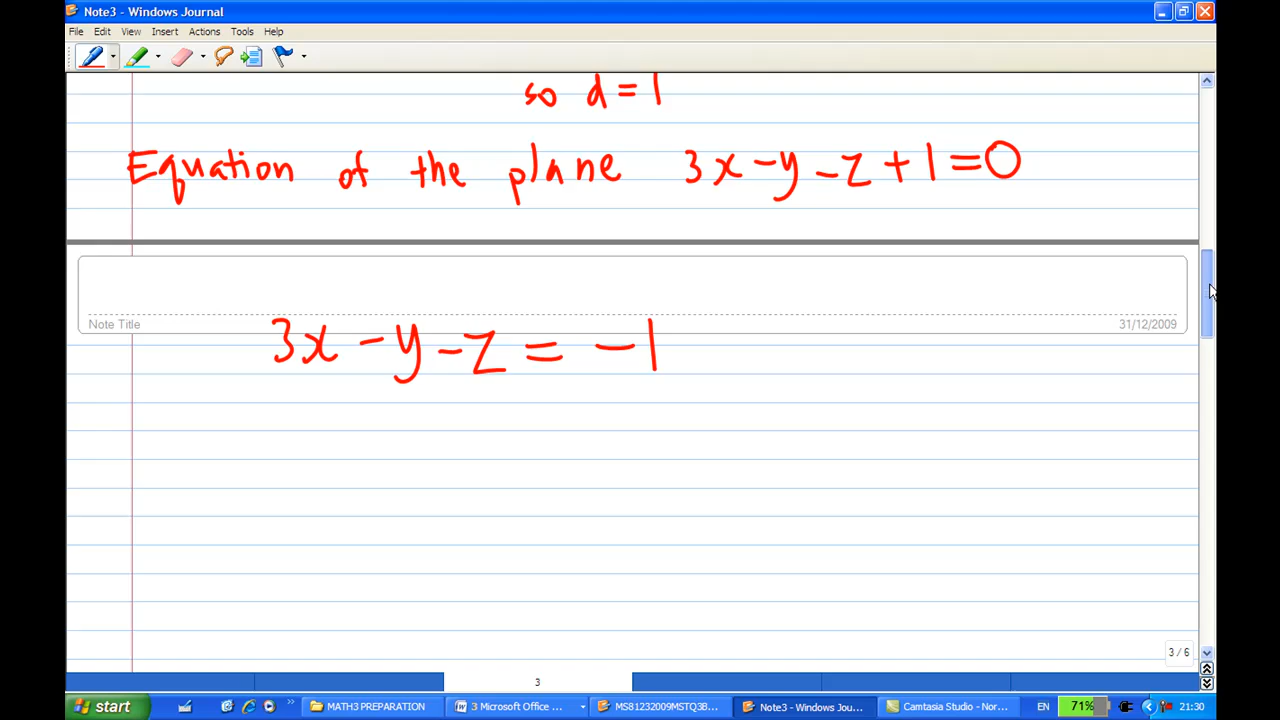 Note3 - Windows Journal
File Edit View Insert Actions Tools Help
so d = 1
Equation of the plane 3x - y - z + 1 = 0
Note Title
31/12/2009
3x - y - z = -1
3 / 6
3
start
MATH3 PREPARATION
3 Microsoft Office ...
MS81232009MSTQ3B...
Note3 - Windows Jou...
Camtasia Studio - Nor...
EN
71%
21:30